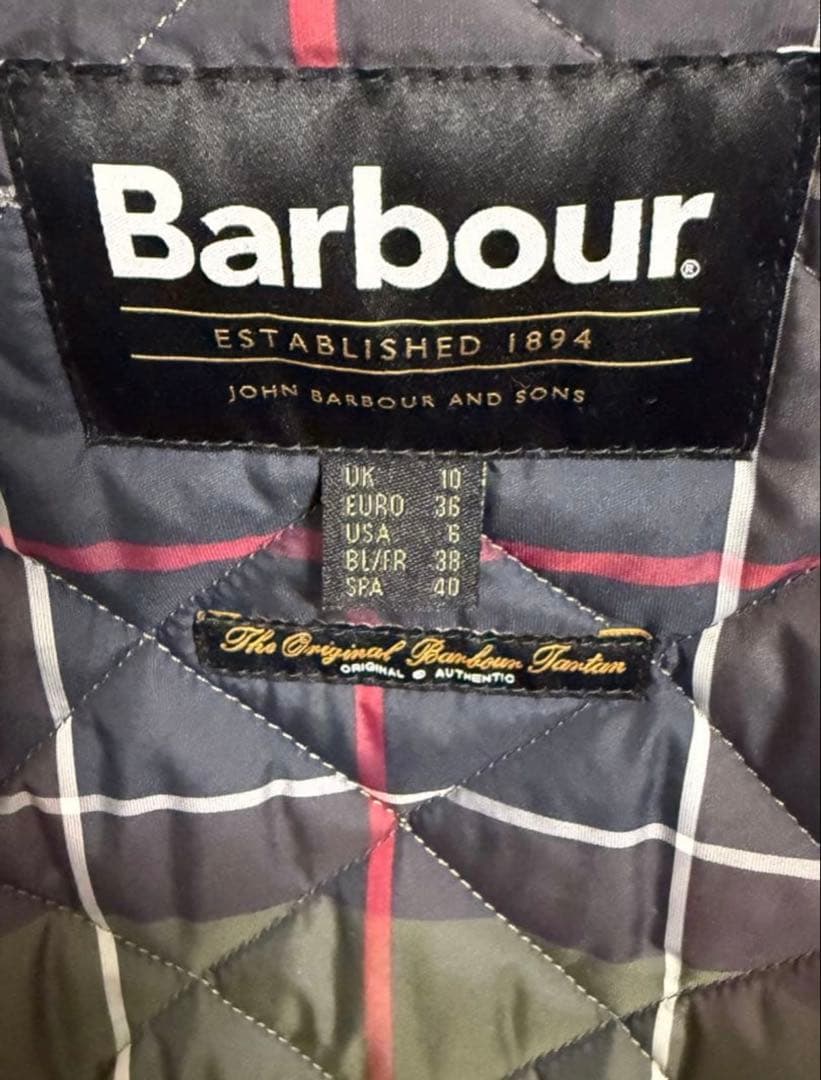 Barbour®
ESTABLISHED 1894
JOHN BARBOUR AND SONS
UK 10
EURO 36
USA 6
BL/FR 38
SPA 40
The Original Barbour Tartan
ORIGINAL & AUTHENTIC